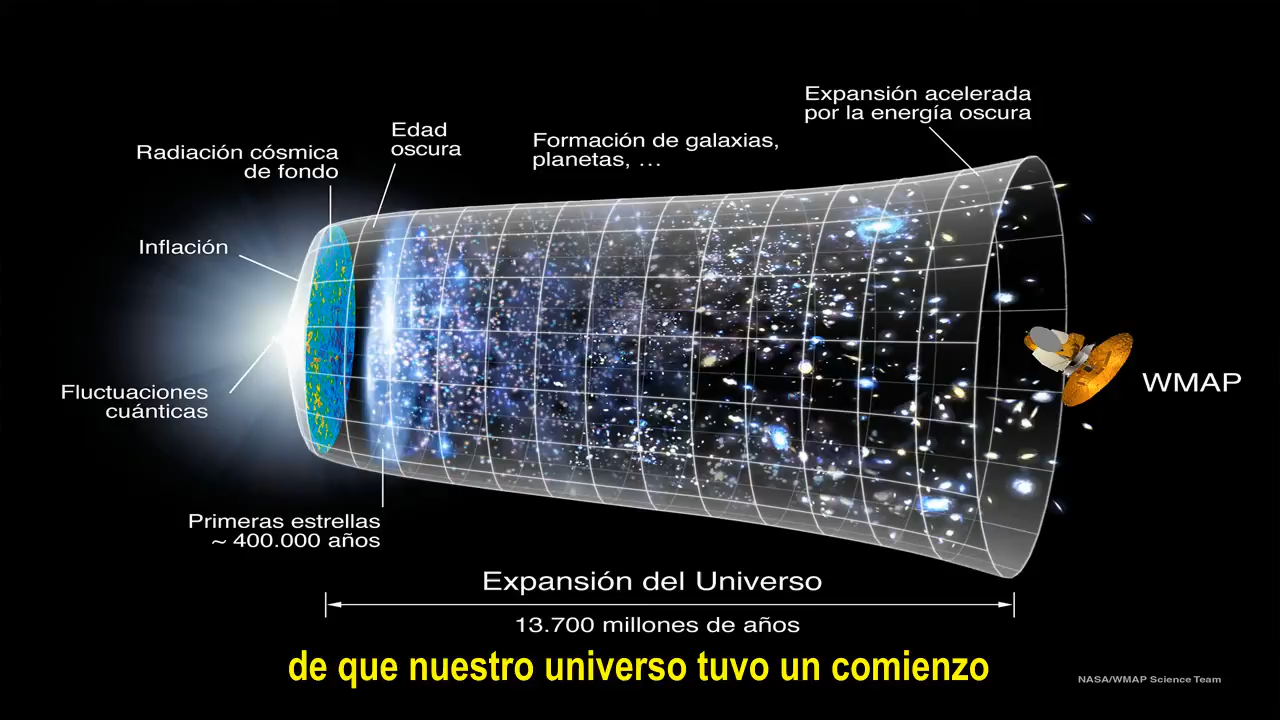 Expansión acelerada
por la energía oscura
Edad
oscura
Formación de galaxias,
planetas, ...
Radiación cósmica
de fondo
Inflación
Fluctuaciones
cuánticas
WMAP
Primeras estrellas
~ 400.000 años
Expansión del Universo
13.700 millones de años
de que nuestro universo tuvo un comienzo
NASA/WMAP Science Team